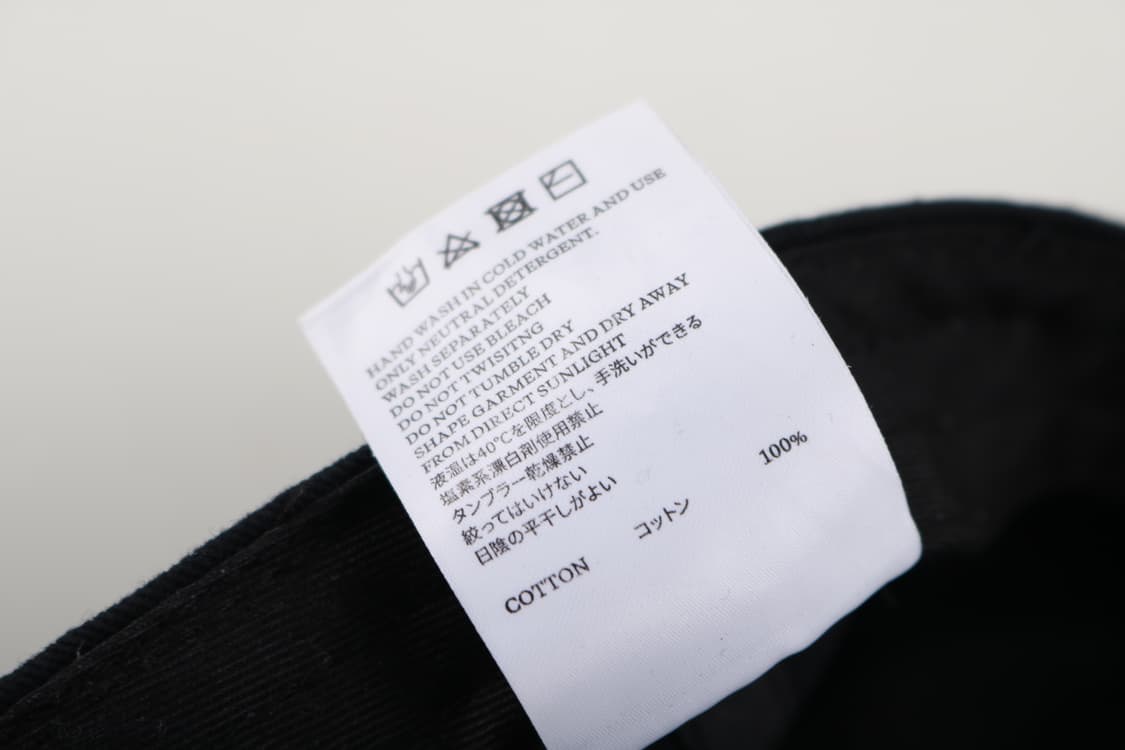 HAND WASH IN COLD WATER AND USE
ONLY NEUTRAL DETERGENT.
WASH SEPARATELY
DO NOT USE BLEACH
DO NOT TWISITNG
DO NOT TUMBLE DRY
SHAPE GARMENT AND DRY AWAY
FROM DIRECT SUNLIGHT
液温は40℃を限度とし、手洗いができる
塩素系漂白剤使用禁止
タンブラー乾燥禁止
絞ってはいけない
日陰の平干しがよい
COTTON コットン 100%